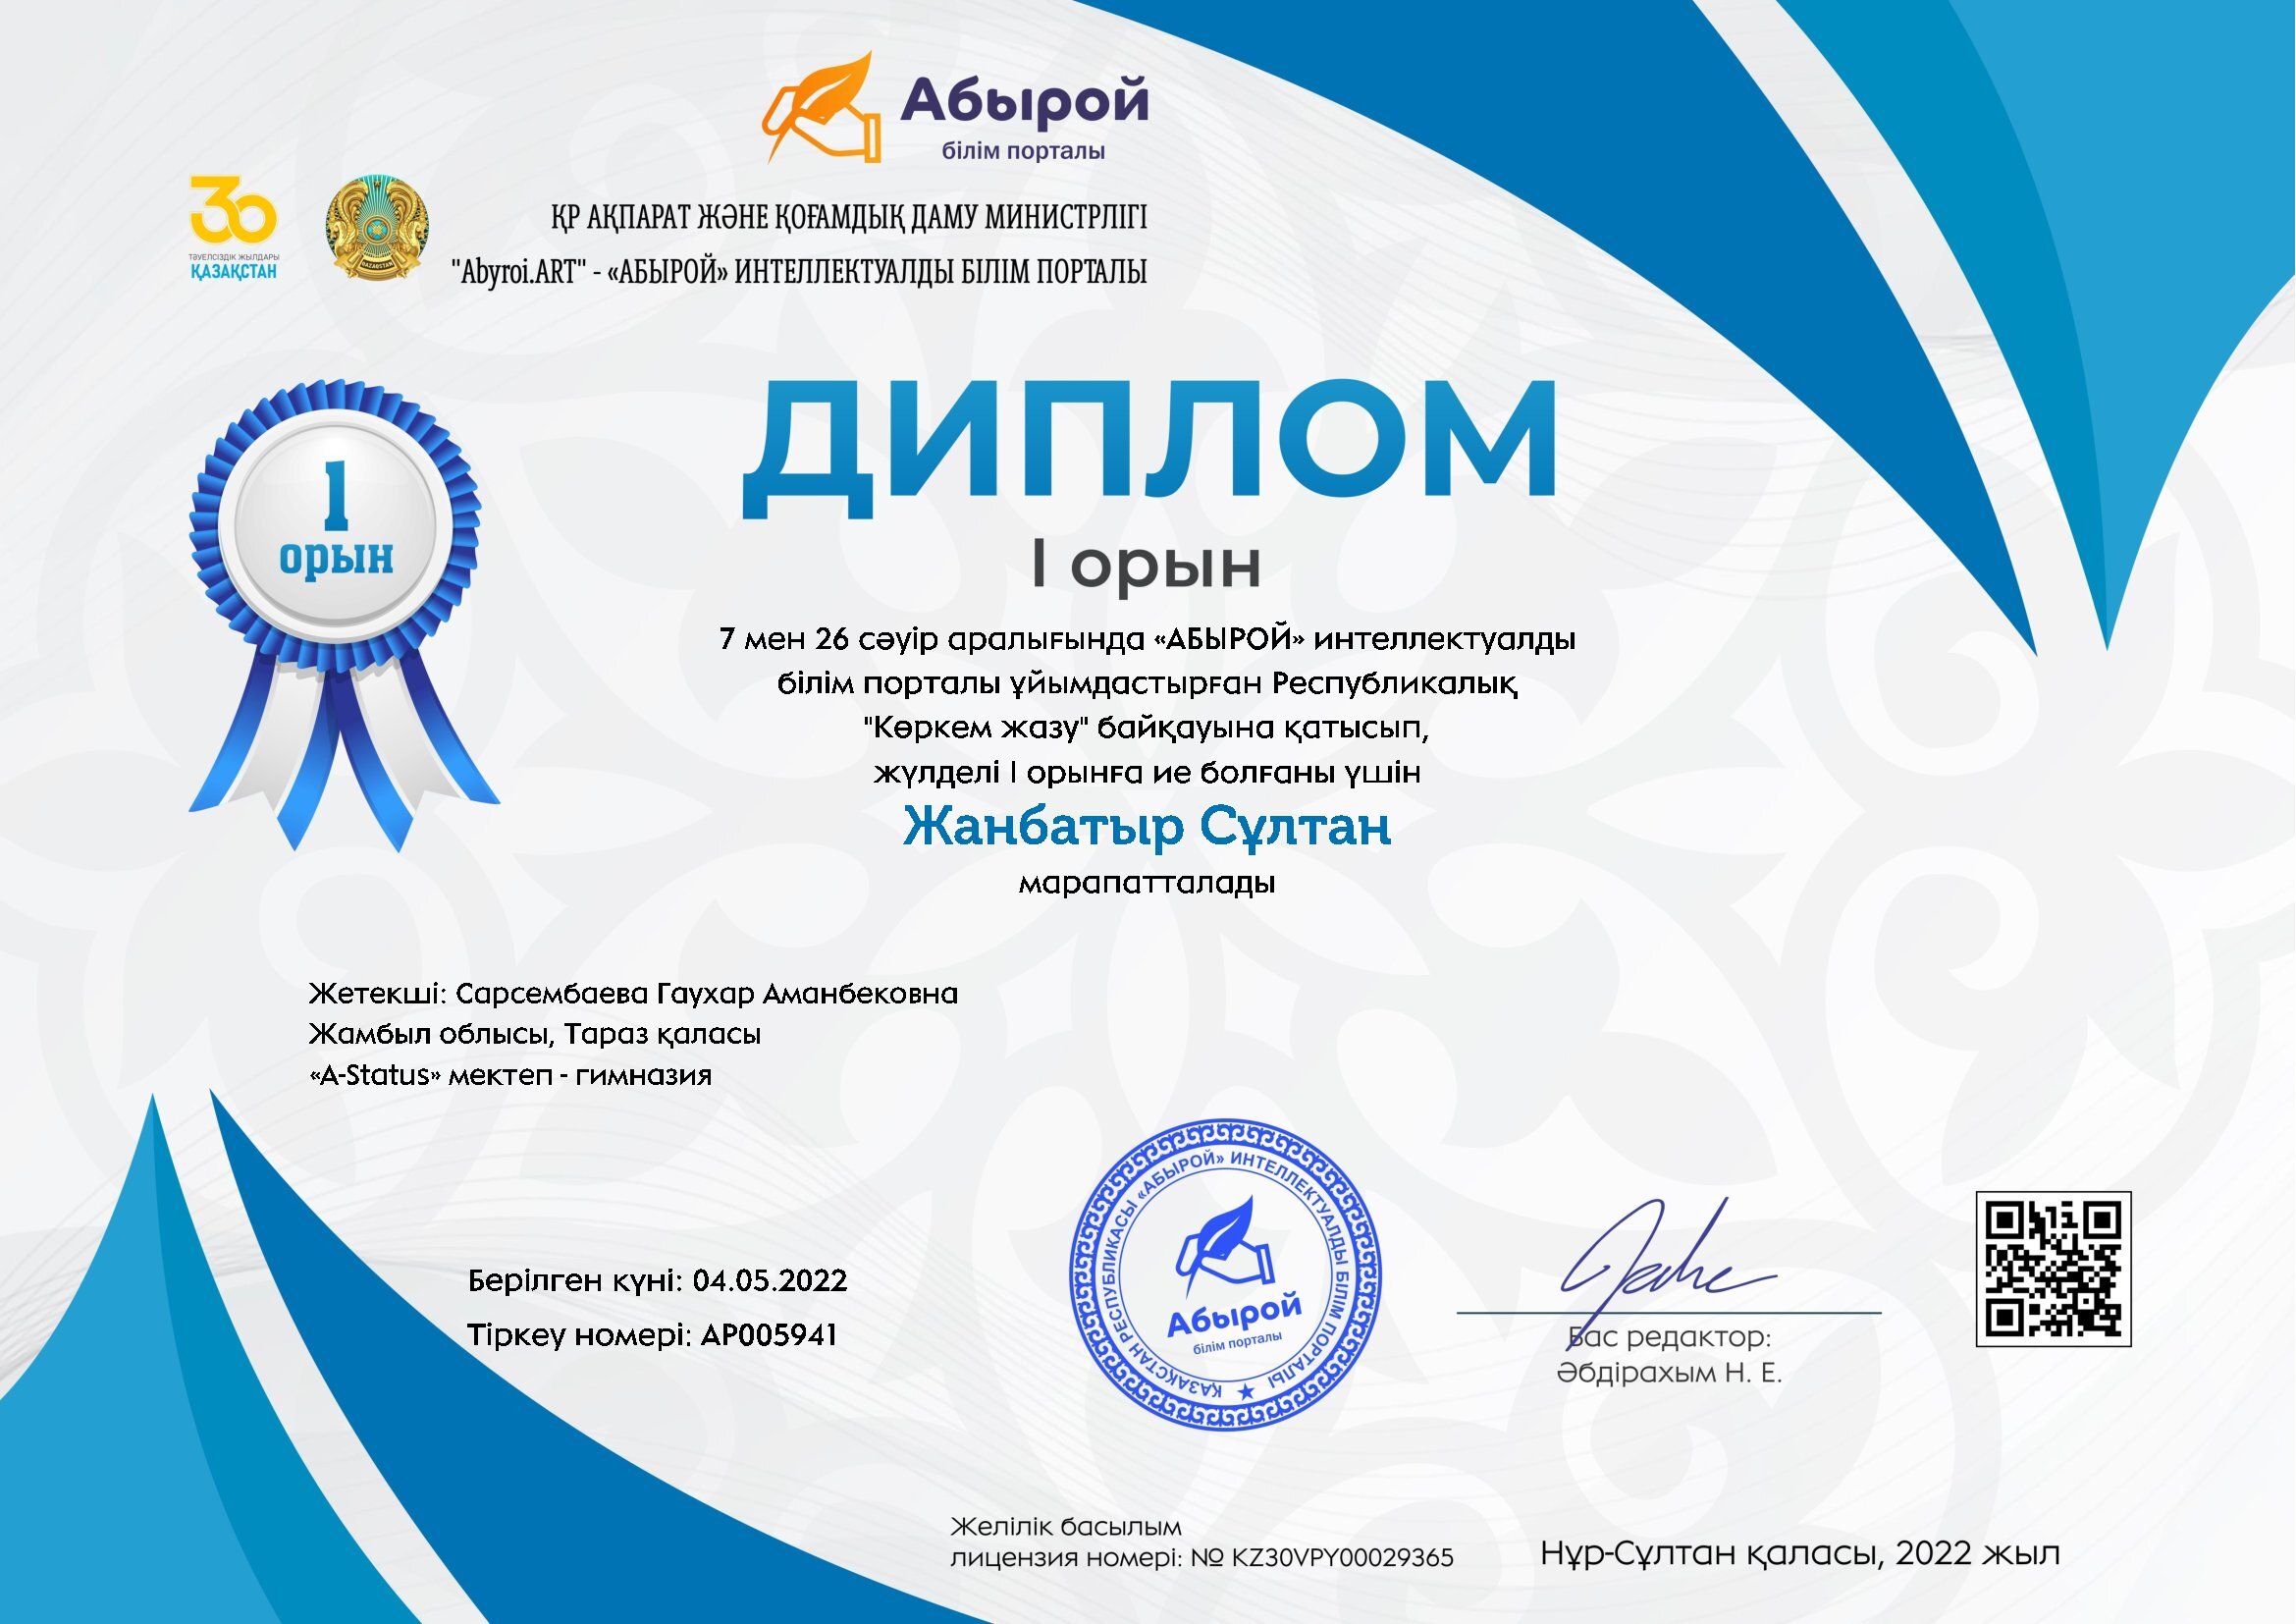 Абырой
білім порталы
30
ТӘУЕЛСІЗДІК ЖЫЛДАРЫ
ҚАЗАҚСТАН
QAZAQSTAN
ҚР АҚПАРАТ ЖӘНЕ ҚОҒАМДЫҚ ДАМУ МИНИСТРЛІГІ
"Abyroi.ART" - «АБЫРОЙ» ИНТЕЛЛЕКТУАЛДЫ БІЛІМ ПОРТАЛЫ
1
орын
ДИПЛОМ
I орын
7 мен 26 сәуір аралығында «АБЫРОЙ» интеллектуалды
білім порталы ұйымдастырған Республикалық
"Көркем жазу" байқауына қатысып,
жүлделі I орынға ие болғаны үшін
Жанбатыр Сұлтан
марапатталады
Жетекші: Сарсембаева Гаухар Аманбековна
Жамбыл облысы, Тараз қаласы
«A-Status» мектеп - гимназия
Берілген күні: 04.05.2022
Тіркеу номері: AP005941
ҚАЗАҚСТАН РЕСПУБЛИКАСЫ «АБЫРОЙ» ИНТЕЛЛЕКТУАЛДЫ БІЛІМ ПОРТАЛЫ
Абырой
білім порталы
Бас редактор:
Әбдірахым Н. Е.
Желілік басылым
лицензия номері: № KZ30VPY00029365
Нұр-Сұлтан қаласы, 2022 жыл